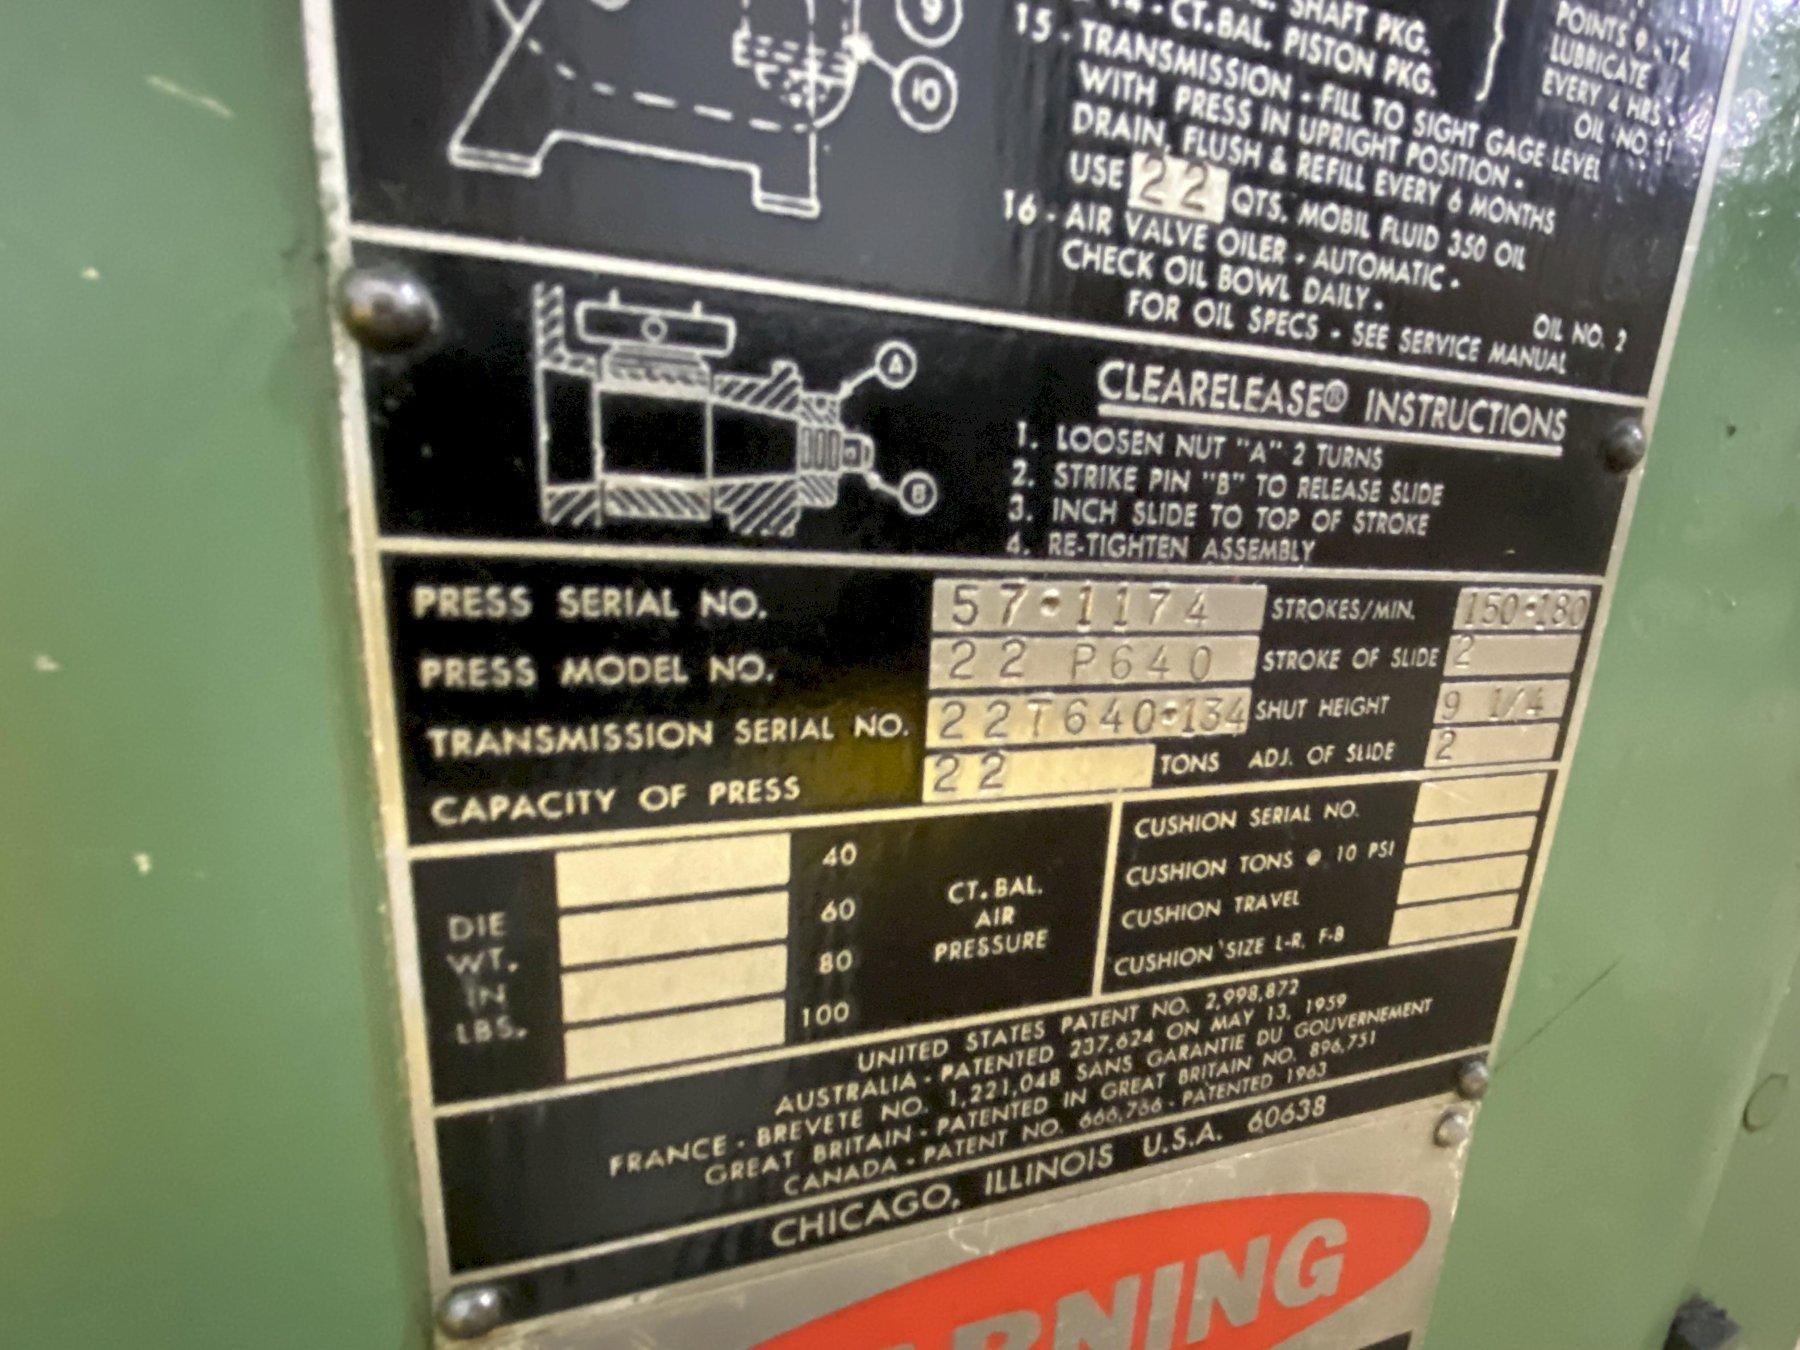 9
10
SHAFT PKG.
14 - CT. BAL. PISTON PKG.
POINTS 9 - 14
LUBRICATE
EVERY 4 HRS.
OIL NO. 1
15 - TRANSMISSION - FILL TO SIGHT GAGE LEVEL
WITH PRESS IN UPRIGHT POSITION -
DRAIN, FLUSH & REFILL EVERY 6 MONTHS
USE 22 QTS. MOBIL FLUID 350 OIL
16 - AIR VALVE OILER - AUTOMATIC -
CHECK OIL BOWL DAILY -
OIL NO. 2
FOR OIL SPECS - SEE SERVICE MANUAL
A
B
CLEARELEASE® INSTRUCTIONS
1. LOOSEN NUT "A" 2 TURNS
2. STRIKE PIN "B" TO RELEASE SLIDE
3. INCH SLIDE TO TOP OF STROKE
4. RE-TIGHTEN ASSEMBLY
PRESS SERIAL NO. 57-1174 STROKES/MIN. 150-180
PRESS MODEL NO. 22 P640 STROKE OF SLIDE 2
TRANSMISSION SERIAL NO. 22T640-134 SHUT HEIGHT 9 1/4
CAPACITY OF PRESS 22 TONS ADJ. OF SLIDE 2
DIE
WT.
IN
LBS.
40
60
80
100
CT. BAL.
AIR
PRESSURE
CUSHION SERIAL NO.
CUSHION TONS @ 10 PSI
CUSHION TRAVEL
CUSHION SIZE L-R, F-B
UNITED STATES PATENT NO. 2,998,872
AUSTRALIA - PATENTED 237,624 ON MAY 13, 1959
FRANCE - BREVETE NO. 1,221,048 SANS GARANTIE DU GOUVERNEMENT
GREAT BRITAIN - PATENTED IN GREAT BRITAIN NO. 896,751
CANADA - PATENT NO. 666,766 - PATENTED 1963
CHICAGO, ILLINOIS U.S.A. 60638
WARNING